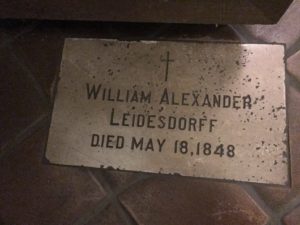 WILLIAM ALEXANDER
LEIDESDORFF
DIED MAY 18, 1848